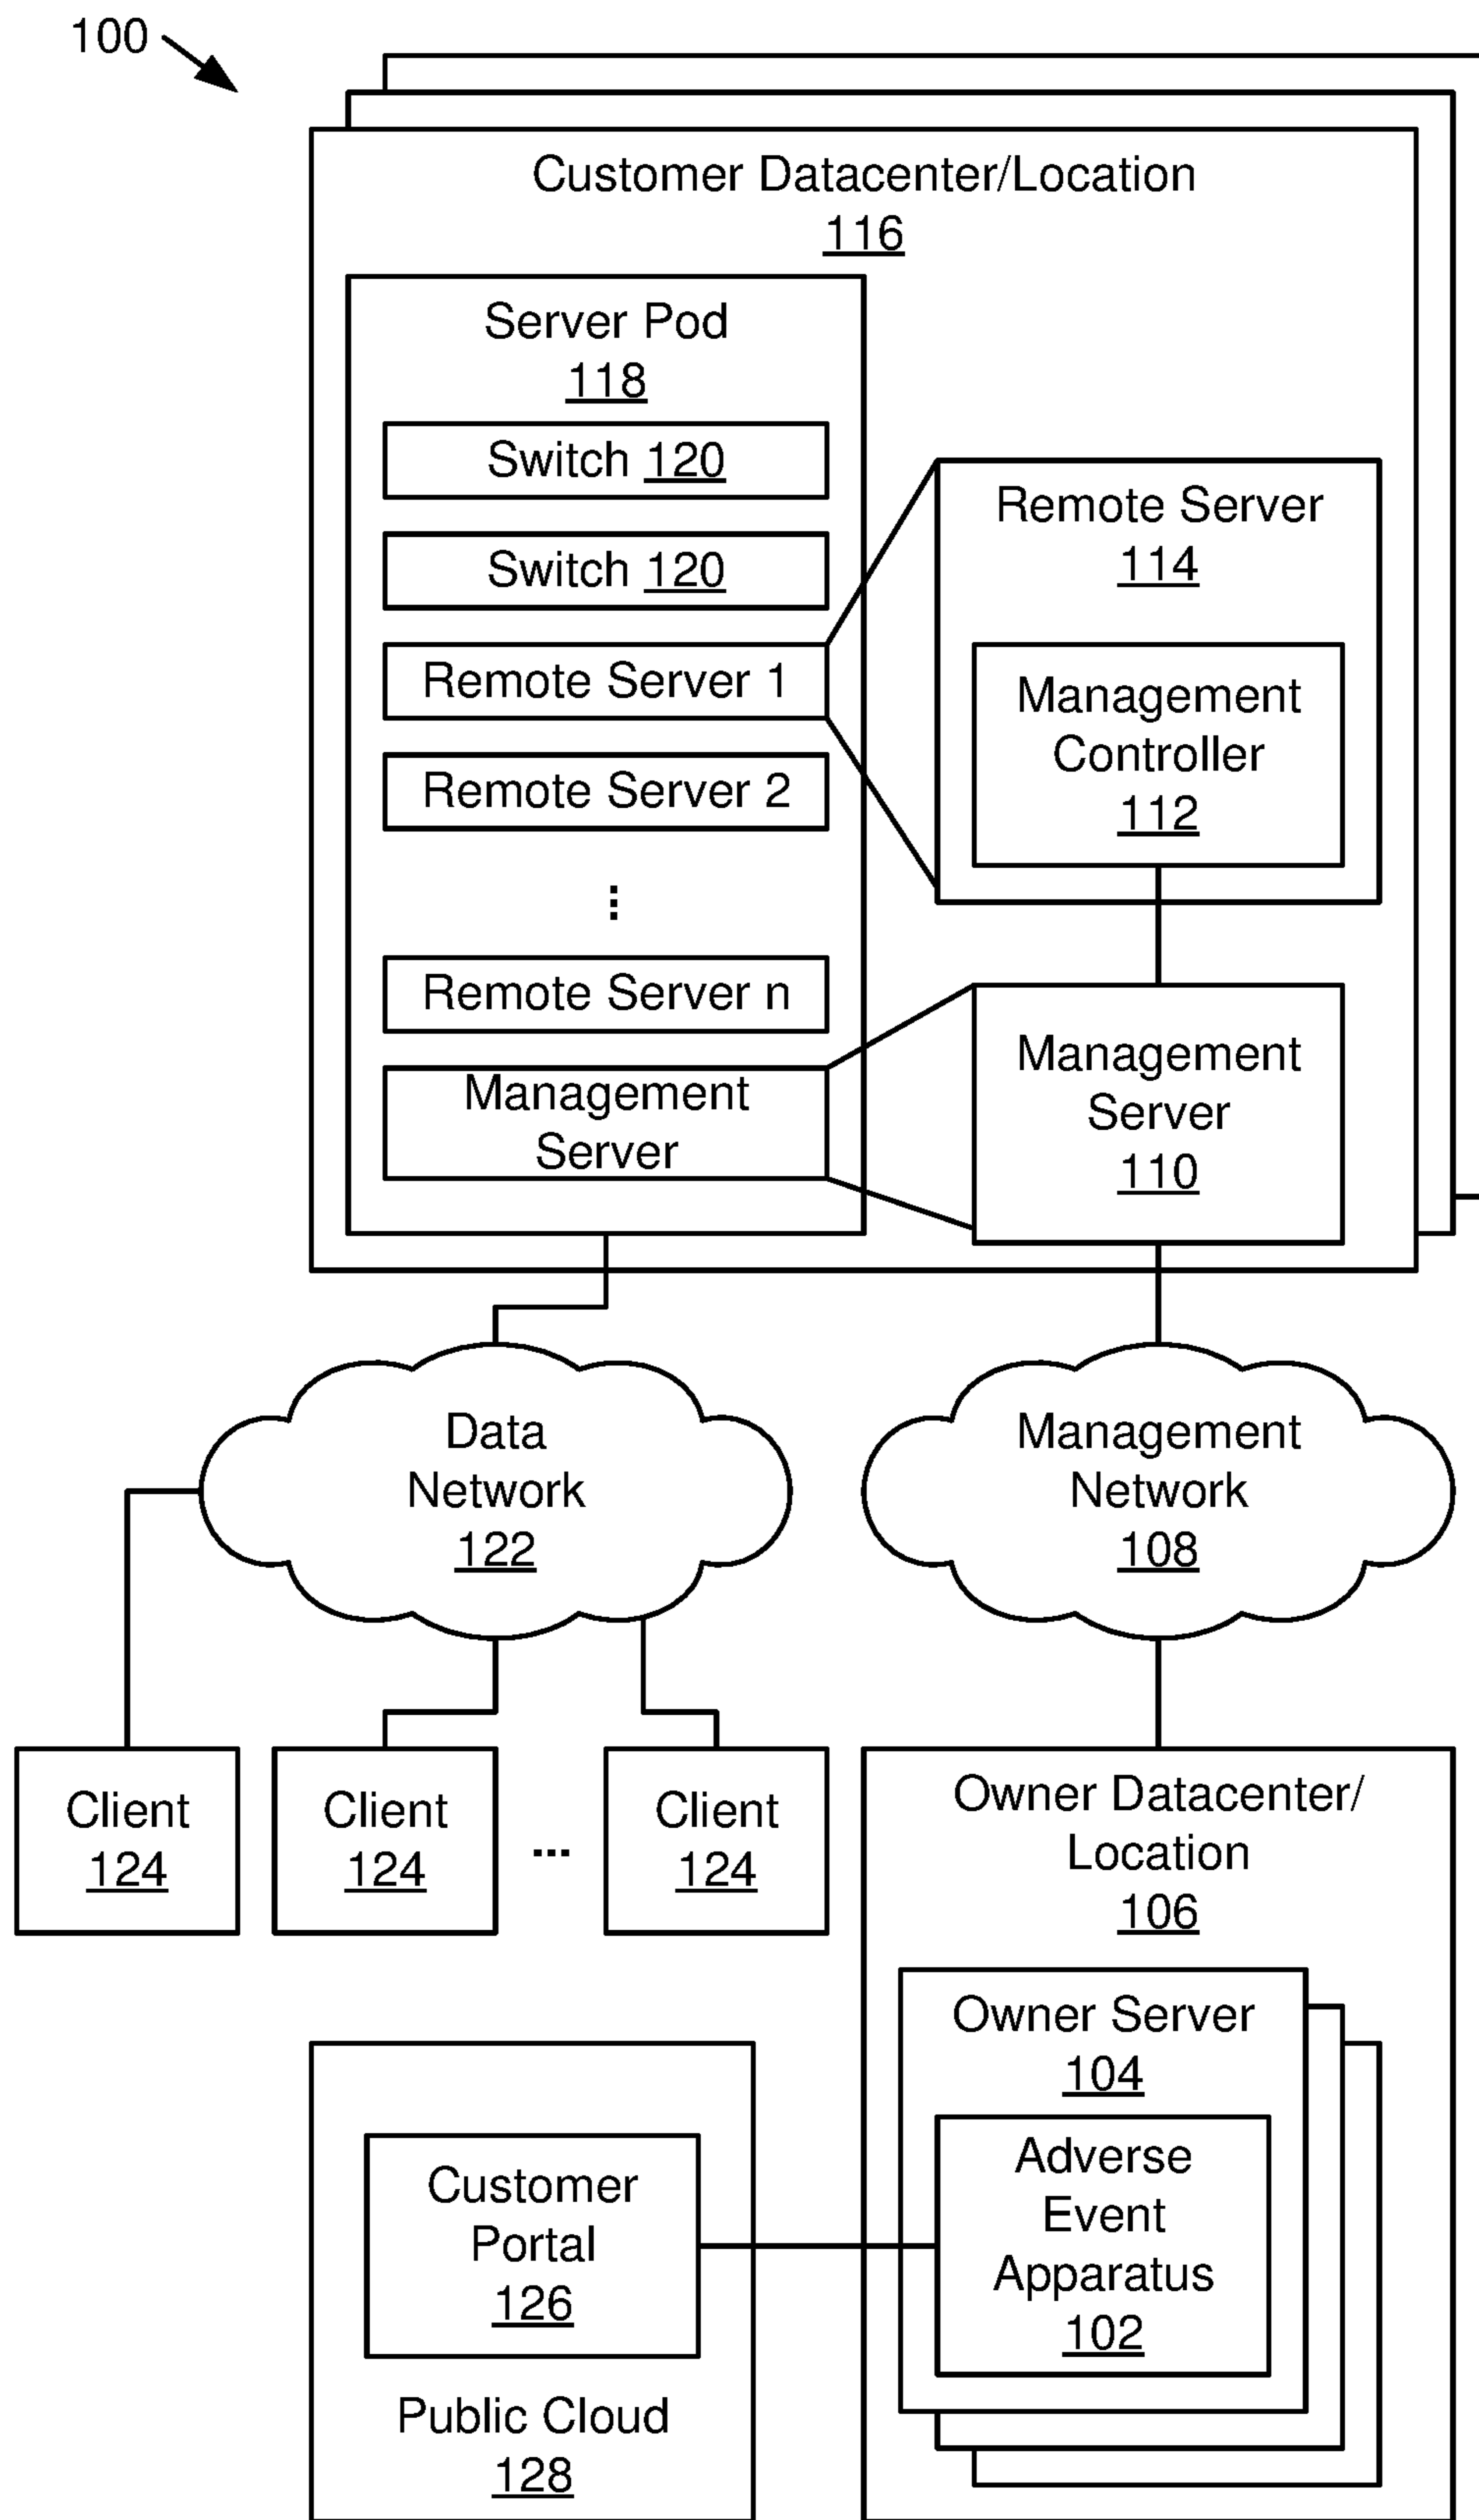 100
Customer Datacenter/Location
116
Server Pod
118
Switch 120
Switch 120
Remote Server 1
Remote Server 2
⋮
Remote Server n
Management
Server
Remote Server
114
Management
Controller
112
Management
Server
110
Data
Network
122
Management
Network
108
Client
124
Client
124
...
Client
124
Owner Datacenter/
Location
106
Owner Server
104
Adverse
Event
Apparatus
102
Customer
Portal
126
Public Cloud
128